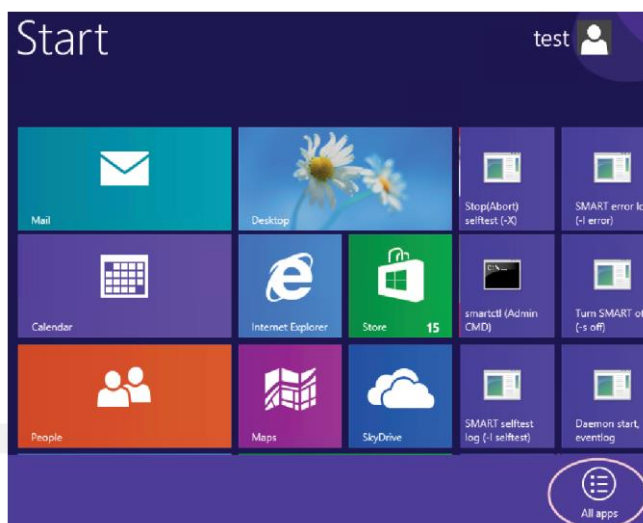 Start
test
Mail
Desktop
Stop(Abort)
selftest (-X)
SMART error lo
(-l error)
Calendar
Internet Explorer
Store
15
C:\
smartctl (Admin
CMD)
Turn SMART of
(-s off)
People
Maps
SkyDrive
SMART selftest
log (-l selftest)
Daemon start,
eventlog
All apps